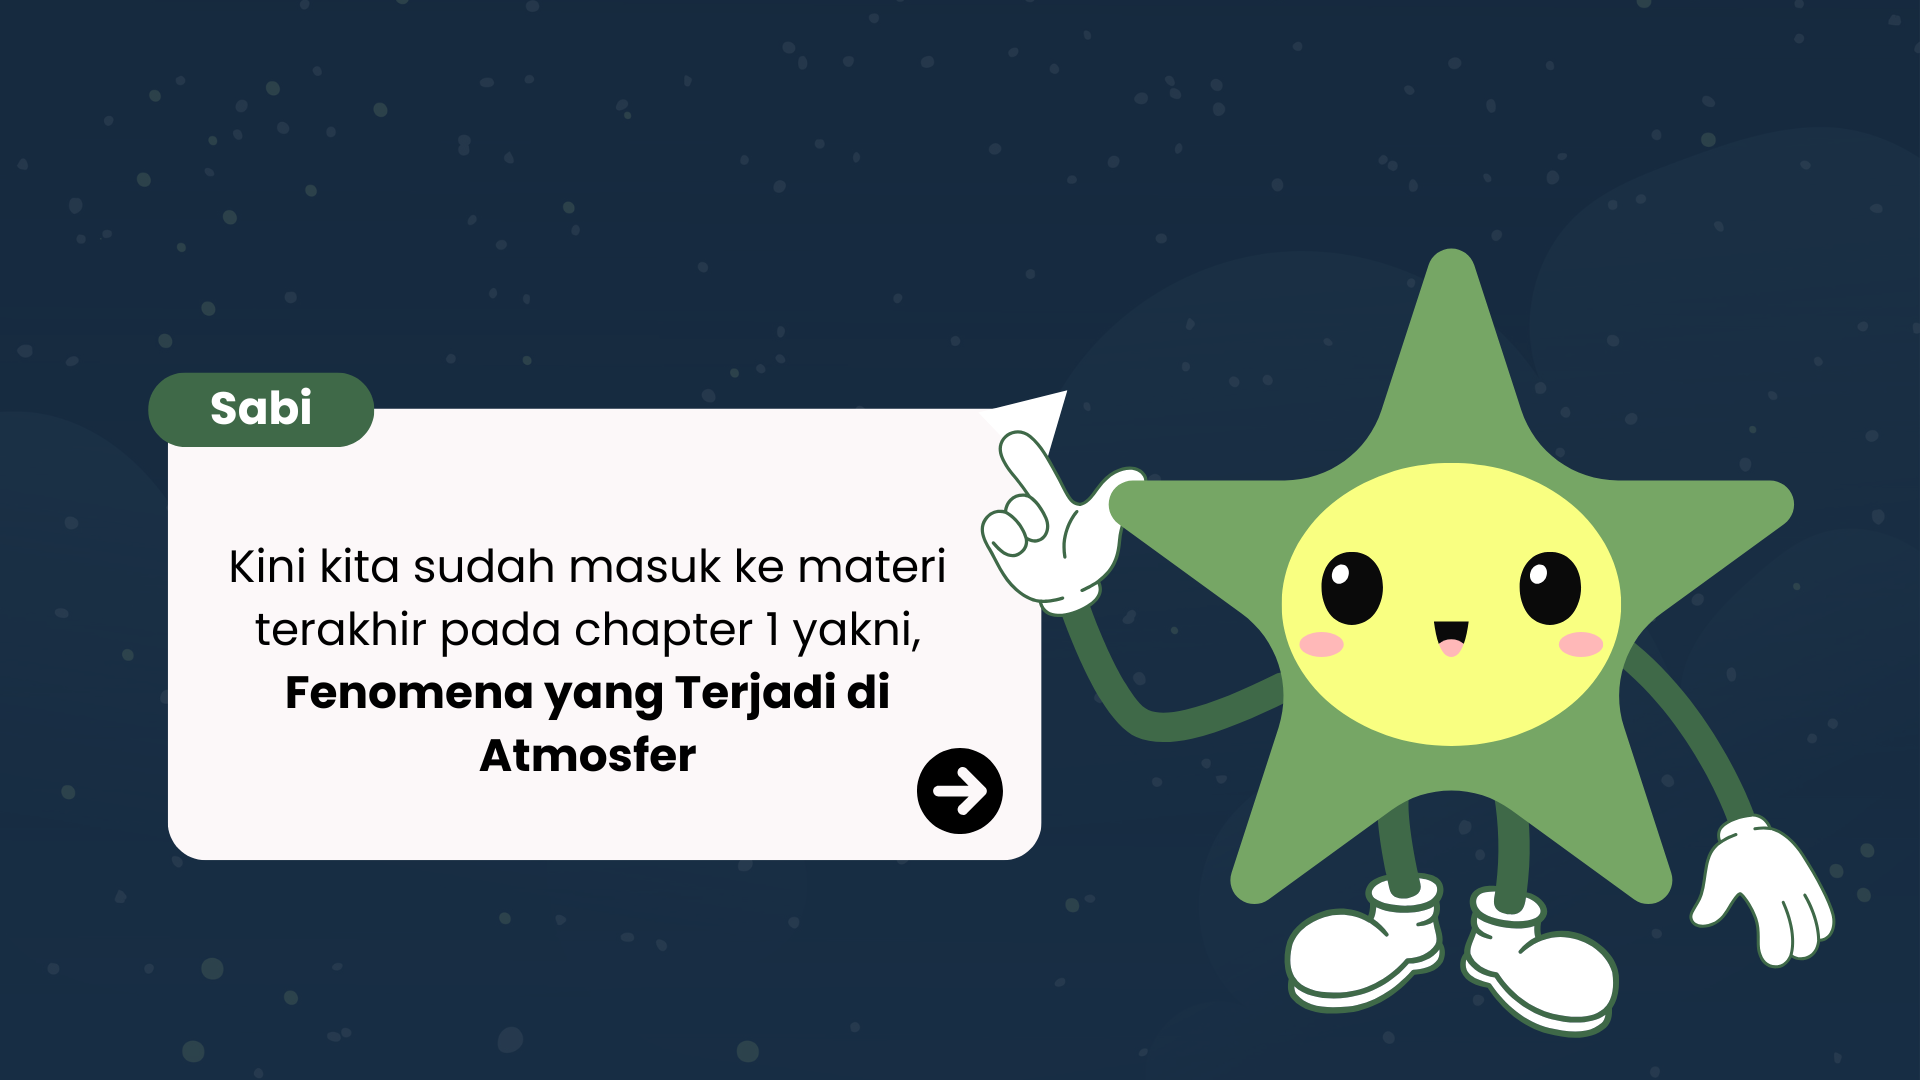 Sabi
Kini kita sudah masuk ke materi
terakhir pada chapter 1 yakni,
Fenomena yang Terjadi di
Atmosfer